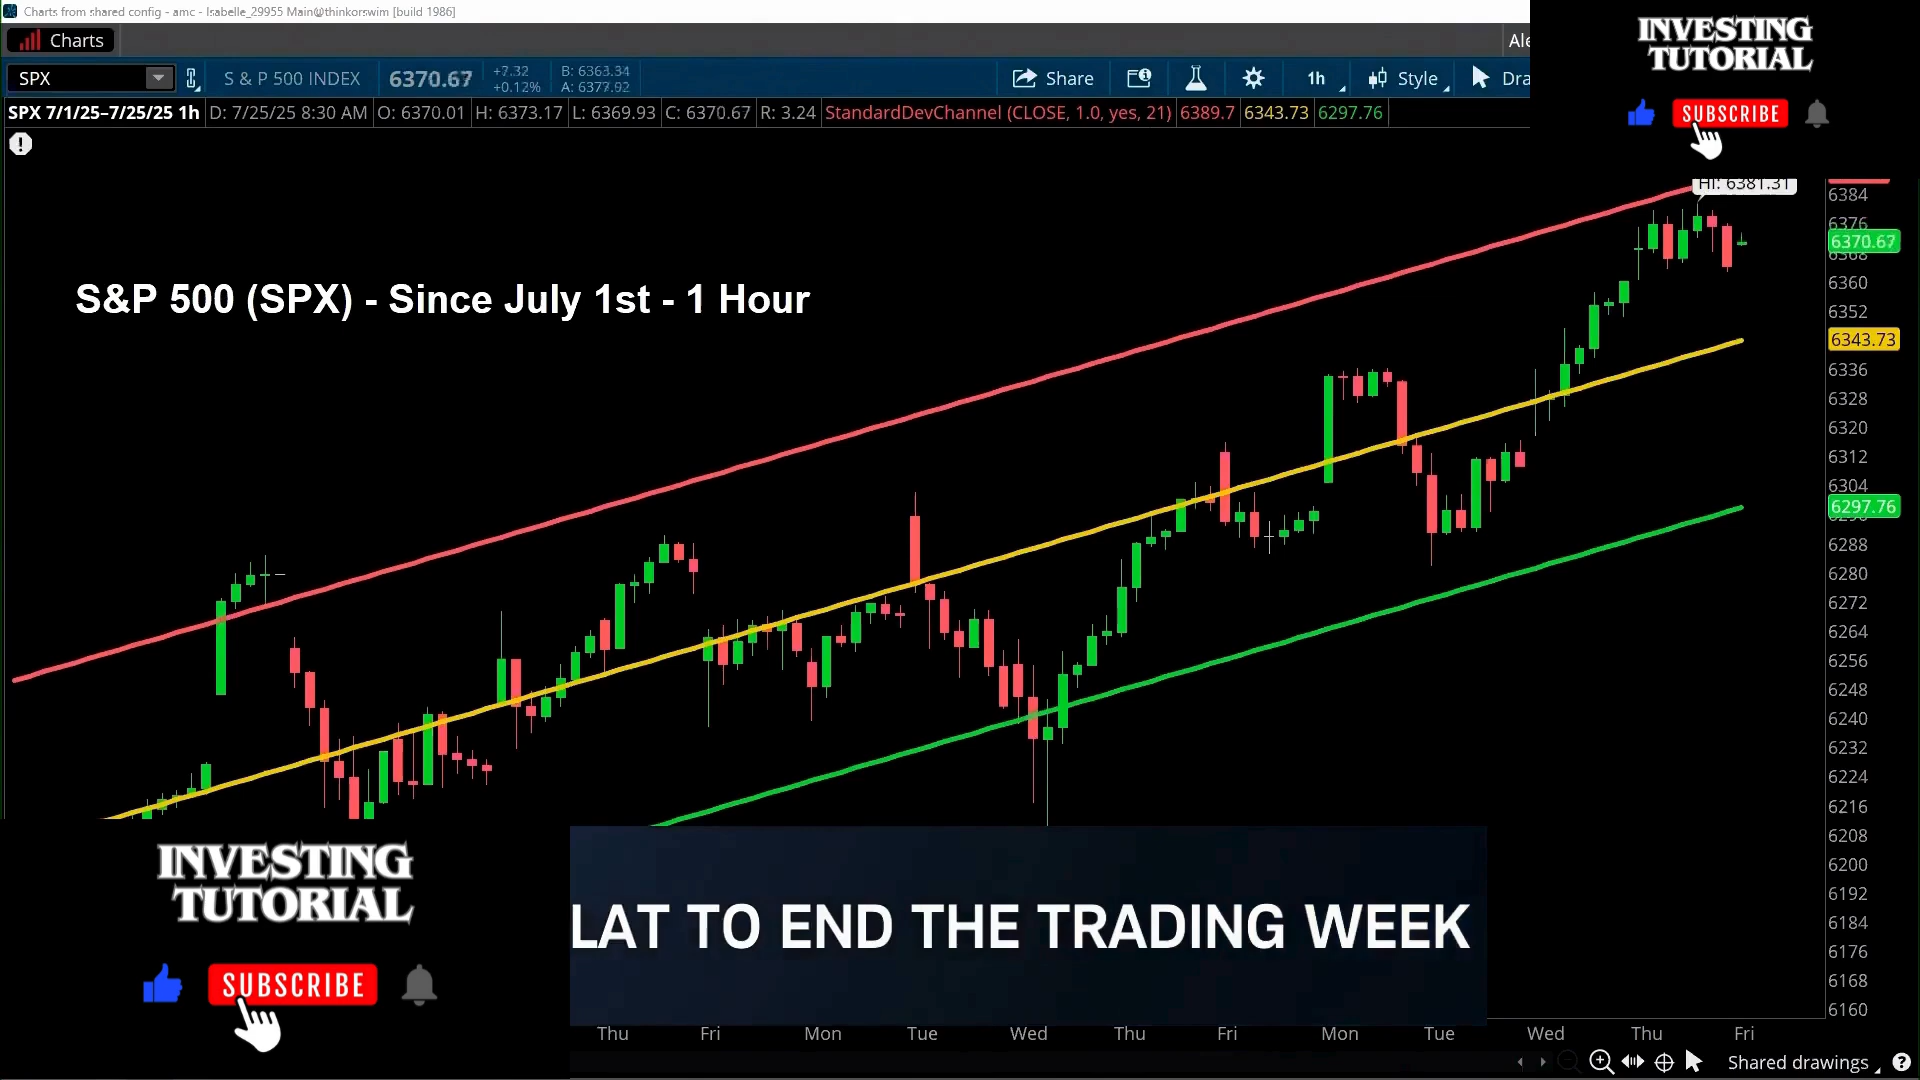 Charts from shared config - amc - Isabelle_29955 Main@thinkorswim [build 1986]
Charts
SPX
S & P 500 INDEX
6370.67
+7.32
+0.12%
B: 6363.34
A: 6377.92
Share
1h
Style
SPX 7/1/25-7/25/25 1h
D: 7/25/25 8:30 AM
O: 6370.01
H: 6373.17
L: 6369.93
C: 6370.67
R: 3.24
StandardDevChannel (CLOSE, 1.0, yes, 21)
6389.7
6343.73
6297.76
INVESTING
TUTORIAL
SUBSCRIBE
S&P 500 (SPX) - Since July 1st - 1 Hour
HI: 6381.31
6384
6376
6370.67
6368
6360
6352
6343.73
6336
6328
6320
6312
6304
6297.76
6288
6280
6272
6264
6256
6248
6240
6232
6224
6216
6208
6200
6192
6184
6176
6168
6160
INVESTING
TUTORIAL
SUBSCRIBE
LAT TO END THE TRADING WEEK
Thu
Fri
Mon
Tue
Wed
Thu
Fri
Mon
Tue
Wed
Thu
Fri
Shared drawings